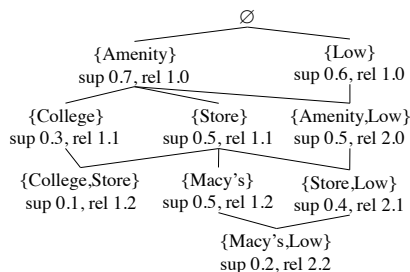 ∅
{Amenity} {Low}
sup 0.7, rel 1.0 sup 0.6, rel 1.0
{College} {Store} {Amenity,Low}
sup 0.3, rel 1.1 sup 0.5, rel 1.1 sup 0.5, rel 2.0
{College,Store} {Macy's} {Store,Low}
sup 0.1, rel 1.2 sup 0.5, rel 1.2 sup 0.4, rel 2.1
{Macy's,Low}
sup 0.2, rel 2.2